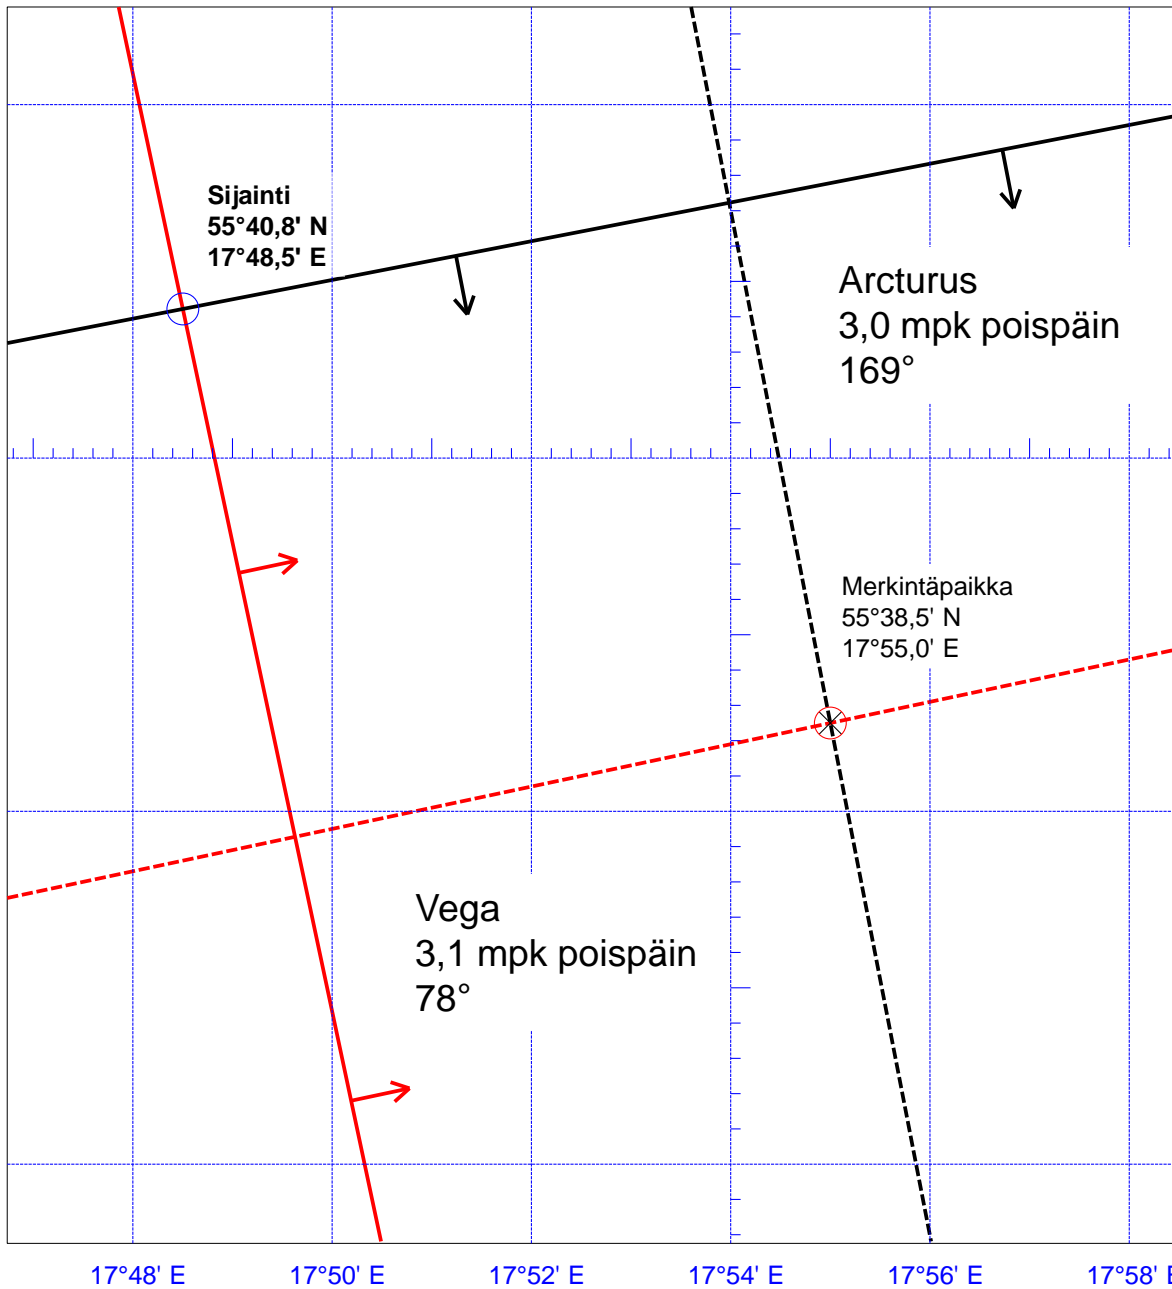 Sijainti
55°40,8' N
17°48,5' E
Arcturus
3,0 mpk poispäin
169°
Merkintäpaikka
55°38,5' N
17°55,0' E
Vega
3,1 mpk poispäin
78°
17°48' E 17°50' E 17°52' E 17°54' E 17°56' E 17°58' E